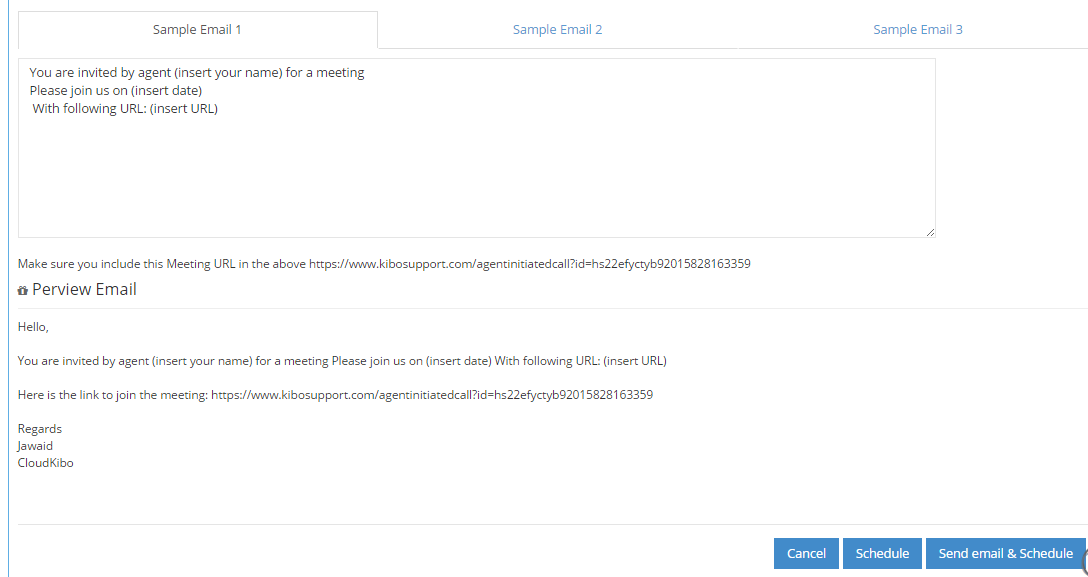 Sample Email 1
Sample Email 2
Sample Email 3
You are invited by agent (insert your name) for a meeting
Please join us on (insert date)
With following URL: (insert URL)
Make sure you include this Meeting URL in the above https://www.kibosupport.com/agentinitiatedcall?id=hs22efyctyb92015828163359
Perview Email
Hello,
You are invited by agent (insert your name) for a meeting Please join us on (insert date) With following URL: (insert URL)
Here is the link to join the meeting: https://www.kibosupport.com/agentinitiatedcall?id=hs22efyctyb92015828163359
Regards
Jawaid
CloudKibo
Cancel
Schedule
Send email & Schedule